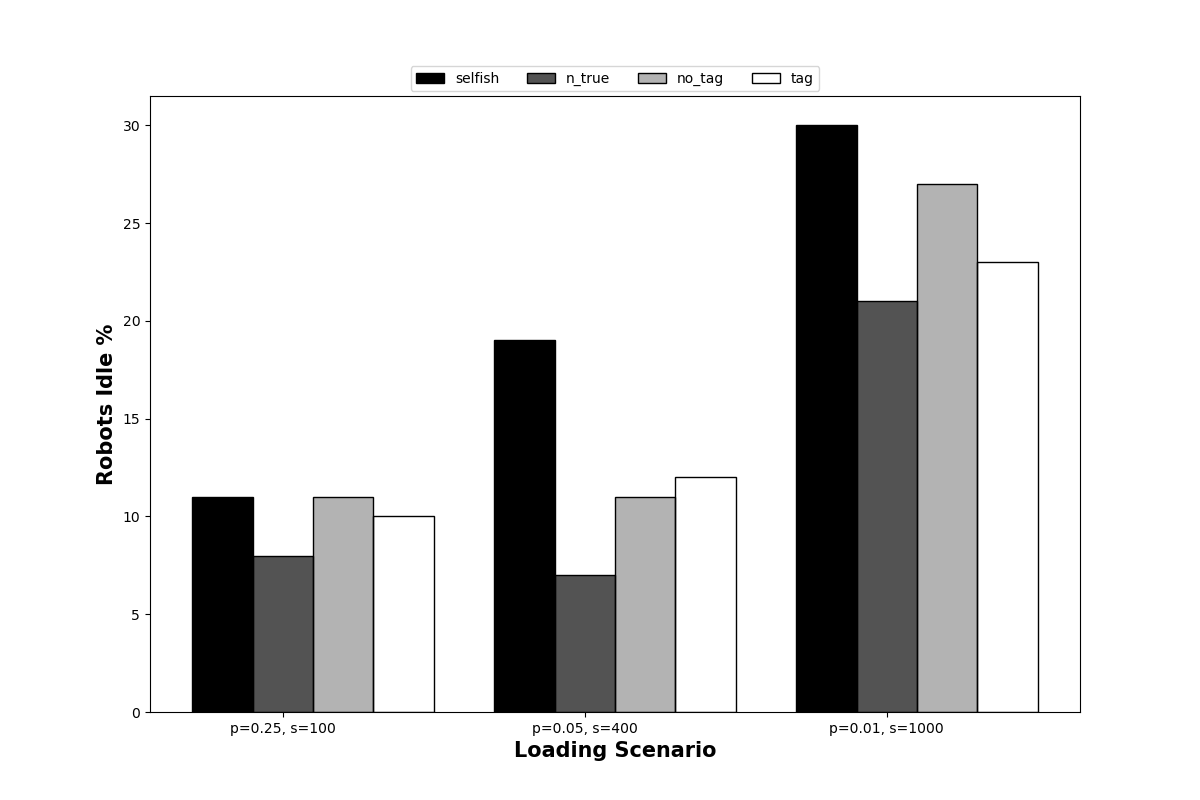 selfish n_true no_tag tag
30
25
20
15
10
5
0
Robots Idle %
p=0.25, s=100 p=0.05, s=400 p=0.01, s=1000
Loading Scenario